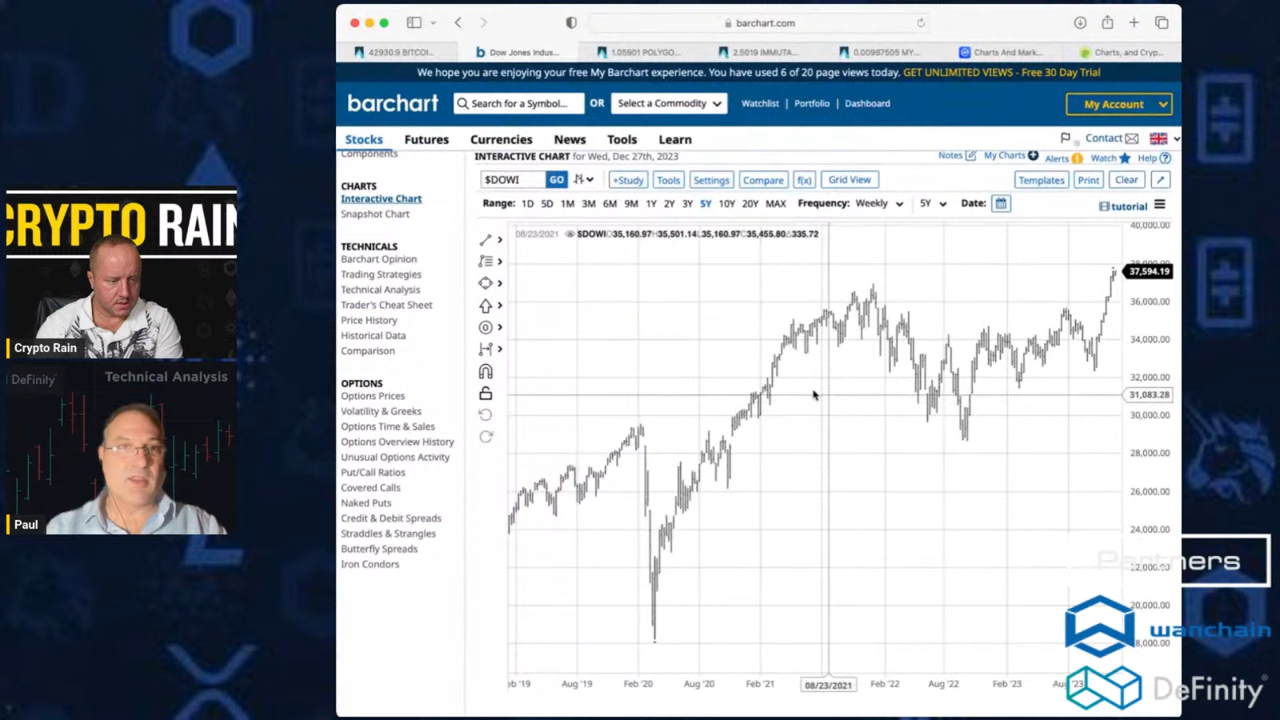 barchart.com
42930.9 BITCOI...
Dow Jones Indus...
1.05901 POLYGO...
2.5019 IMMUTA...
0.00987505 MY...
Charts And Mark...
Charts, and Cryp...
We hope you are enjoying your free My Barchart experience. You have used 6 of 20 page views today. GET UNLIMITED VIEWS - Free 30 Day Trial
barchart
Search for a Symbol...
OR
Select a Commodity
Watchlist | Portfolio | Dashboard
My Account
Stocks Futures Currencies News Tools Learn
Contact
Components
INTERACTIVE CHART for Wed, Dec 27th, 2023
Notes My Charts Alerts Watch Help
$DOWI GO +Study Tools Settings Compare f(x) Grid View Templates Print Clear
Range: 1D 5D 1M 3M 6M 9M 1Y 2Y 3Y 5Y 10Y 20Y MAX Frequency: Weekly 5Y Date: tutorial
CHARTS
Interactive Chart
Snapshot Chart
TECHNICALS
Barchart Opinion
Trading Strategies
Technical Analysis
Trader's Cheat Sheet
Price History
Historical Data
Comparison
OPTIONS
Options Prices
Volatility & Greeks
Options Time & Sales
Options Overview History
Unusual Options Activity
Put/Call Ratios
Covered Calls
Naked Puts
Credit & Debit Spreads
Straddles & Strangles
Butterfly Spreads
Iron Condors
08/23/2021 $DOWI O35,160.97 H35,501.14 L35,160.97 C35,455.80 Δ335.72
40,000.00
37,594.19
36,000.00
34,000.00
32,000.00
31,083.28
30,000.00
28,000.00
26,000.00
24,000.00
22,000.00
20,000.00
Aug '19 Feb '20 Aug '20 Feb '21 08/23/2021 Feb '22 Aug '22 Feb '23
CRYPTO RAIN
Crypto Rain
DeFinity
Technical Analysis
Paul
Partners
wanchain
DeFinity